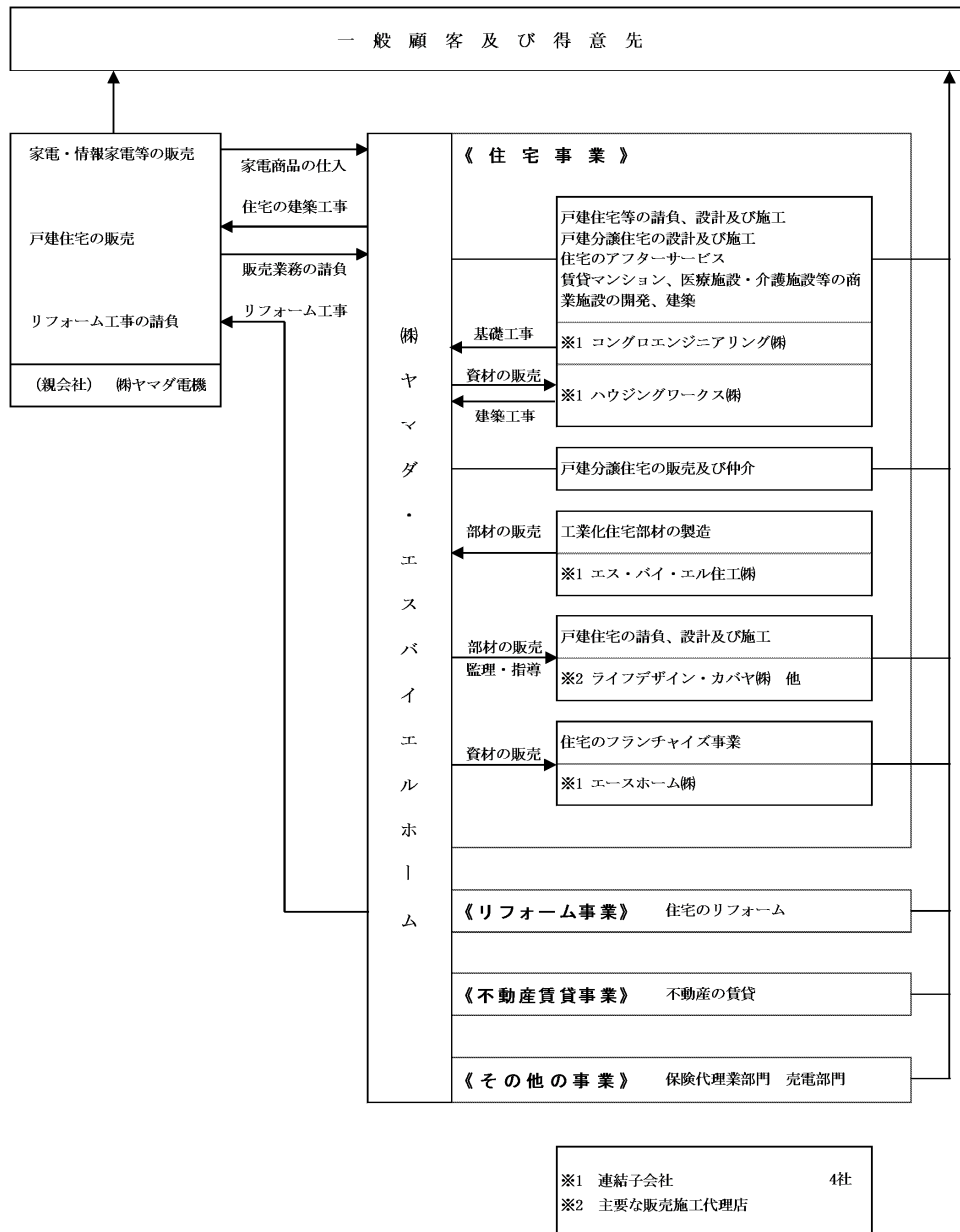 一般顧客及び得意先
家電・情報家電等の販売
戸建住宅の販売
リフォーム工事の請負
(親会社) ㈱ヤマダ電機
家電商品の仕入
住宅の建築工事
販売業務の請負
リフォーム工事
㈱ヤマダ・エスバイエルホーム
《住宅事業》
戸建住宅等の請負、設計及び施工
戸建分譲住宅の設計及び施工
住宅のアフターサービス
賃貸マンション、医療施設・介護施設等の商
業施設の開発、建築
基礎工事
※1 コングロエンジニアリング㈱
資材の販売
※1 ハウジングワークス㈱
建築工事
戸建分譲住宅の販売及び仲介
部材の販売
工業化住宅部材の製造
※1 エス・バイ・エル住工㈱
戸建住宅の請負、設計及び施工
部材の販売
監理・指導
※2 ライフデザイン・カバヤ㈱ 他
住宅のフランチャイズ事業
資材の販売
※1 エースホーム㈱
《リフォーム事業》 住宅のリフォーム
《不動産賃貸事業》 不動産の賃貸
《その他の事業》 保険代理業部門 売電部門
※1 連結子会社 4社
※2 主要な販売施工代理店